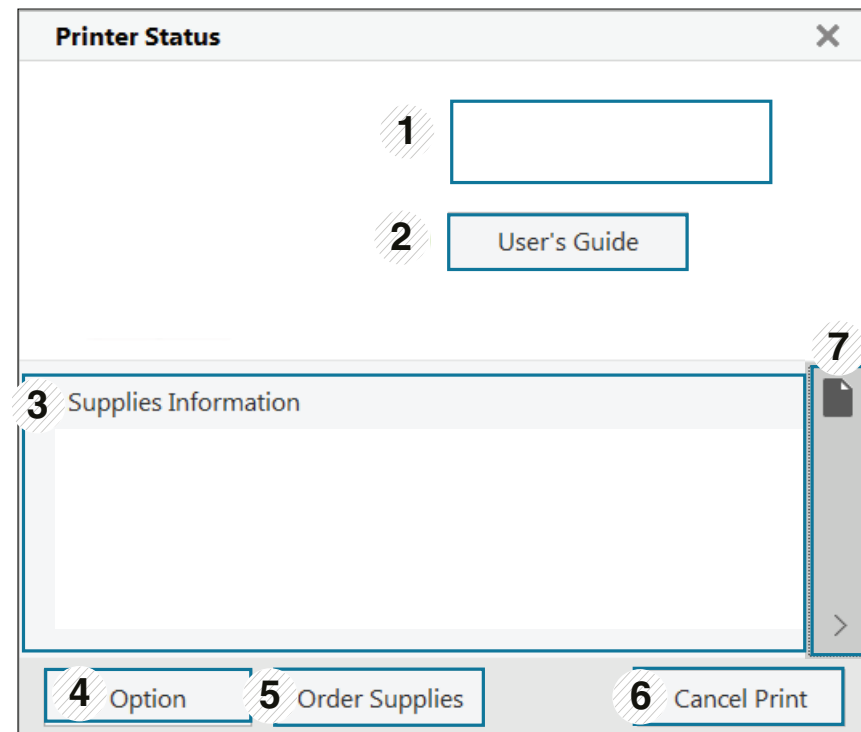 Printer Status
1
2 User's Guide
7
3 Supplies Information
4 Option 5 Order Supplies 6 Cancel Print